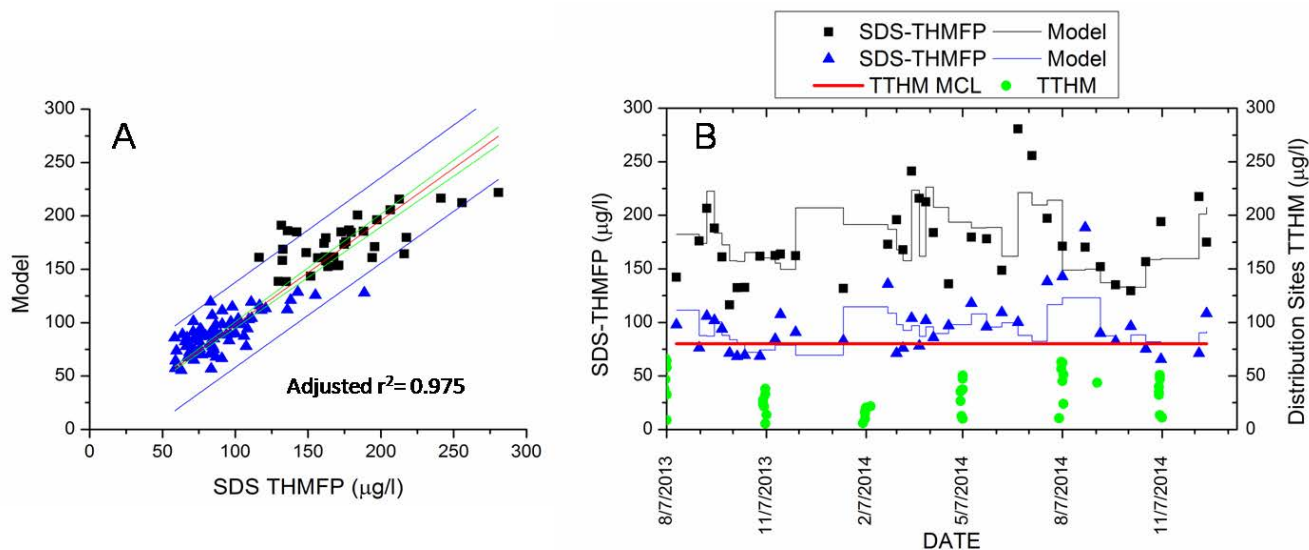 A
Model
300
250
200
150
100
50
0
Adjusted r²= 0.975
0 50 100 150 200 250 300
SDS THMFP (µg/l)
SDS-THMFP Model
SDS-THMFP Model
TTHM MCL TTHM
B
SDS-THMFP (µg/l)
300
250
200
150
100
50
0
300
250
200
150
100
50
0
Distribution Sites TTHM (µg/l)
8/7/2013
11/7/2013
2/7/2014
5/7/2014
8/7/2014
11/7/2014
DATE